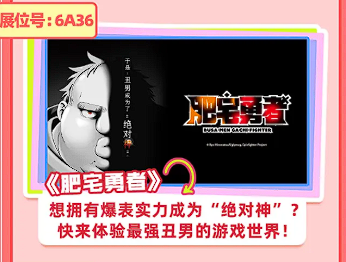 展位号：6A36
于是，丑男成为了“绝对神”
肥宅勇者
BUSA-MEN GACHI-FIGHTER
《肥宅勇者》
想拥有爆表实力成为“绝对神”？
快来体验最强丑男的游戏世界！